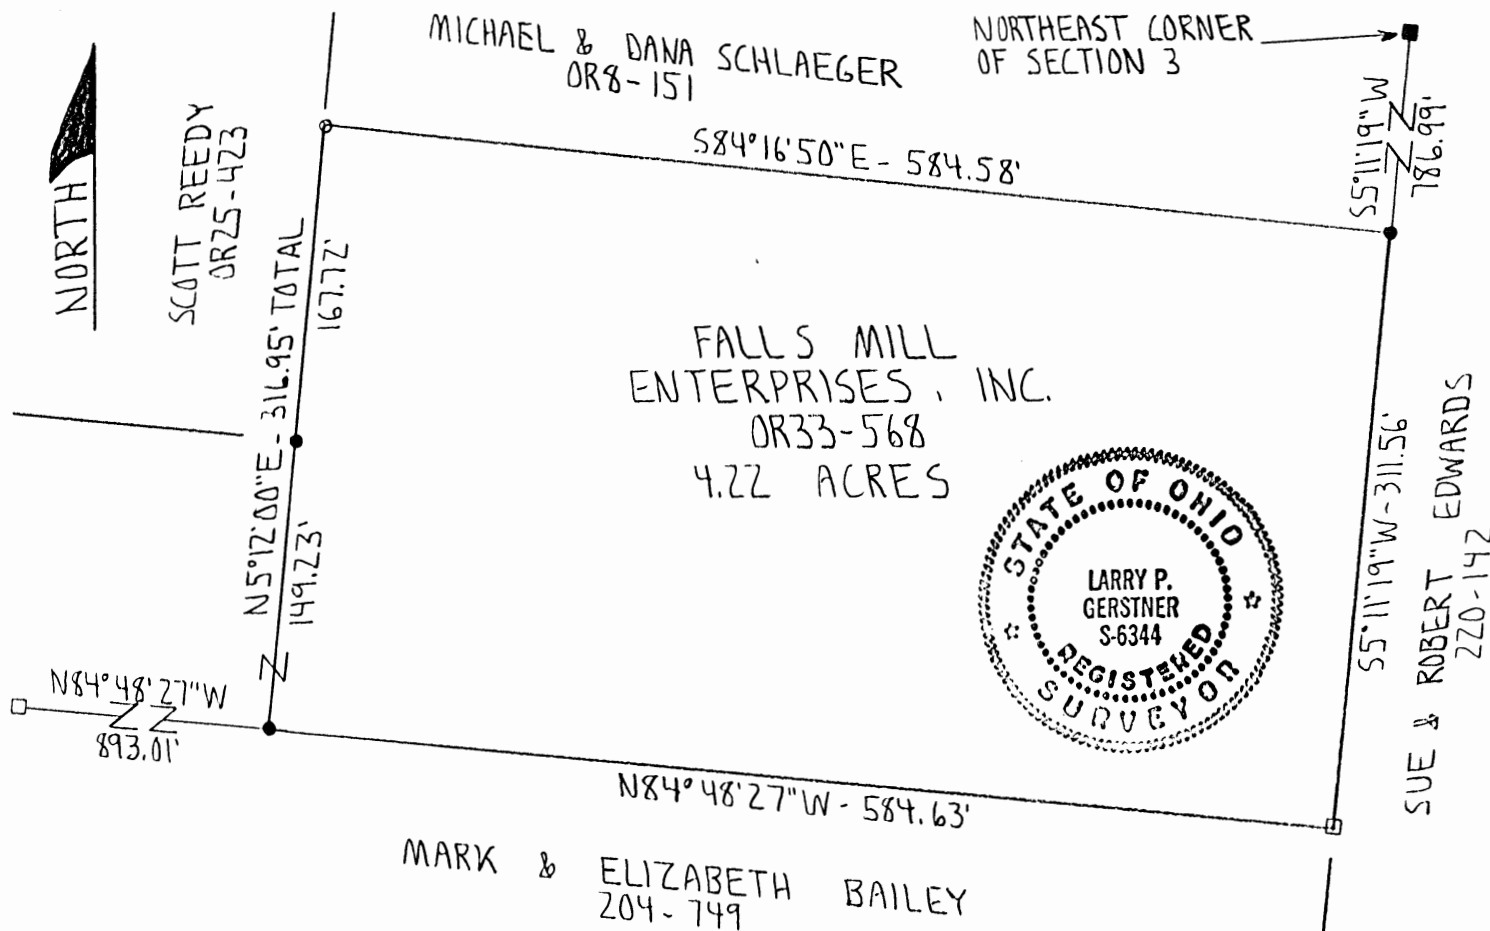 MICHAEL & DANA SCHLAEGER
OR8-151
NORTHEAST CORNER
OF SECTION 3
S5°11'19"W
786.99'
NORTH
SCOTT REEDY
OR25-423
S84°16'50"E - 584.58'
N5°12'00"E - 316.95' TOTAL
167.72'
149.23'
FALLS MILL
ENTERPRISES, INC.
OR33-568
4.22 ACRES
STATE OF OHIO
LARRY P.
GERSTNER
S-6344
REGISTERED
SURVEYOR
S5°11'19"W - 311.56'
SUE & ROBERT EDWARDS
220-142
N84°48'27"W
893.01'
N84°48'27"W - 584.63'
MARK & ELIZABETH BAILEY
204-749